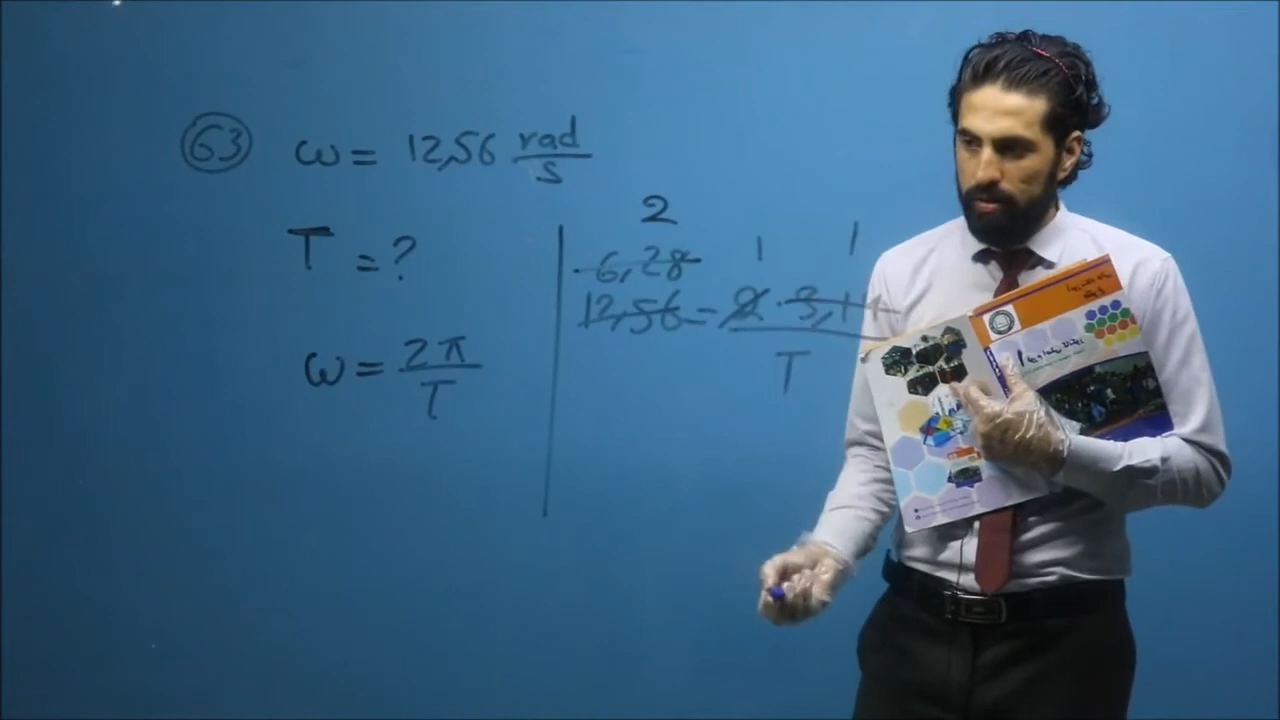 63 ω = 12,56 rad/s
T = ?
ω = 2π/T
2
6,28 1 1
12,56 = 2 · 3,14
T